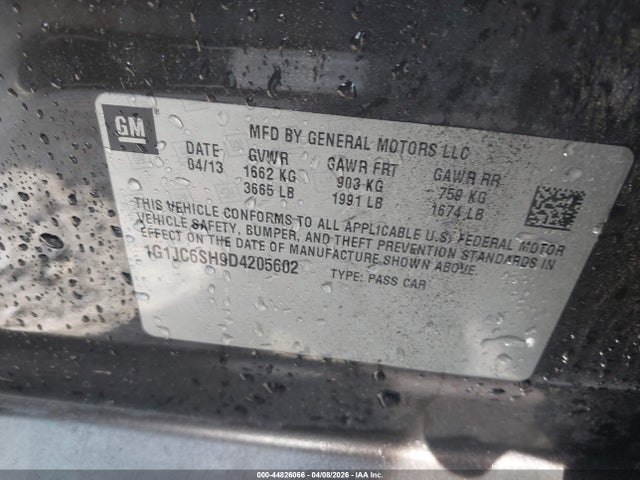 GM
MFD BY GENERAL MOTORS LLC
DATE GVWR GAWR FRT GAWR RR
04/13 1662 KG 903 KG 759 KG
3665 LB 1991 LB 1674 LB
THIS VEHICLE CONFORMS TO ALL APPLICABLE U.S. FEDERAL MOTOR
VEHICLE SAFETY, BUMPER, AND THEFT PREVENTION STANDARDS IN
EFFECT ON THE DATE OF MANUFACTURE SHOWN ABOVE.
1G1JC6SH9D4205602 TYPE: PASS CAR
000-44826066 04/08/2026 IAA Inc.